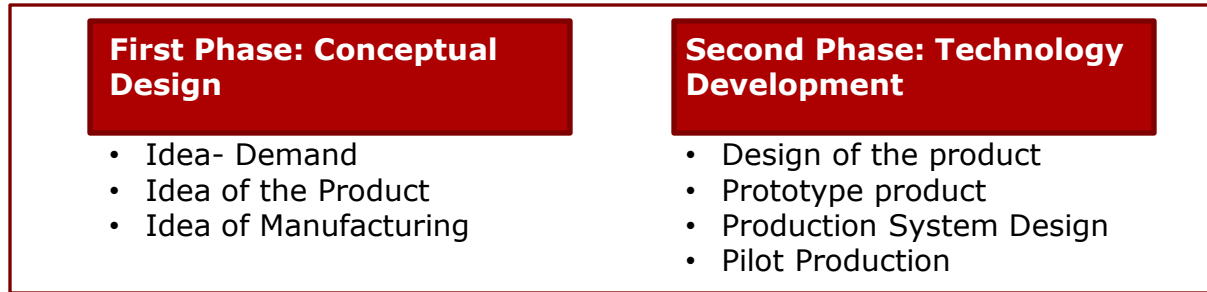 First Phase: Conceptual
Design
• Idea- Demand
• Idea of the Product
• Idea of Manufacturing
Second Phase: Technology
Development
• Design of the product
• Prototype product
• Production System Design
• Pilot Production